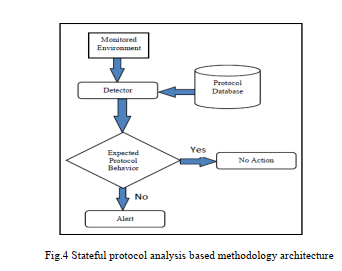 Monitored
Environment
Detector
Protocol
Database
Expected
Protocol
Behavior
Yes
No Action
No
Alert
Fig.4 Stateful protocol analysis based methodology architecture